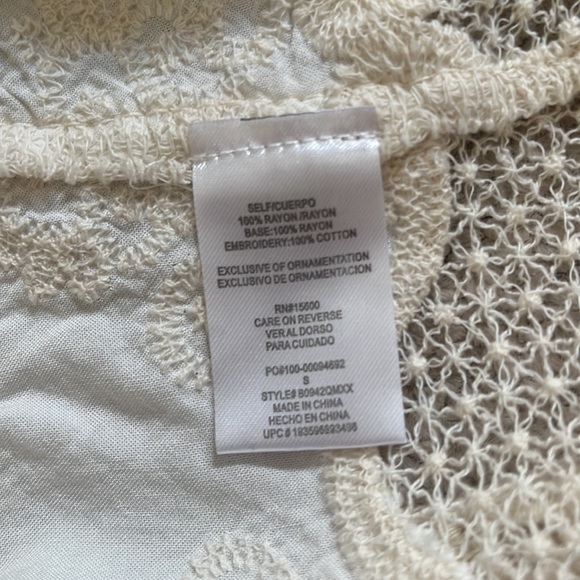 SELF/CUERPO
100% RAYON /RAYON
BASE:100% RAYON
EMBROIDERY:100% COTTON
EXCLUSIVE OF ORNAMENTATION
EXCLUSIVO DE ORNAMENTACION
RN#15600
CARE ON REVERSE
VER AL DORSO
PARA CUIDADO
PO#100-00094692
S
STYLE# B0942QMXX
MADE IN CHINA
HECHO EN CHINA
UPC # 193596893498